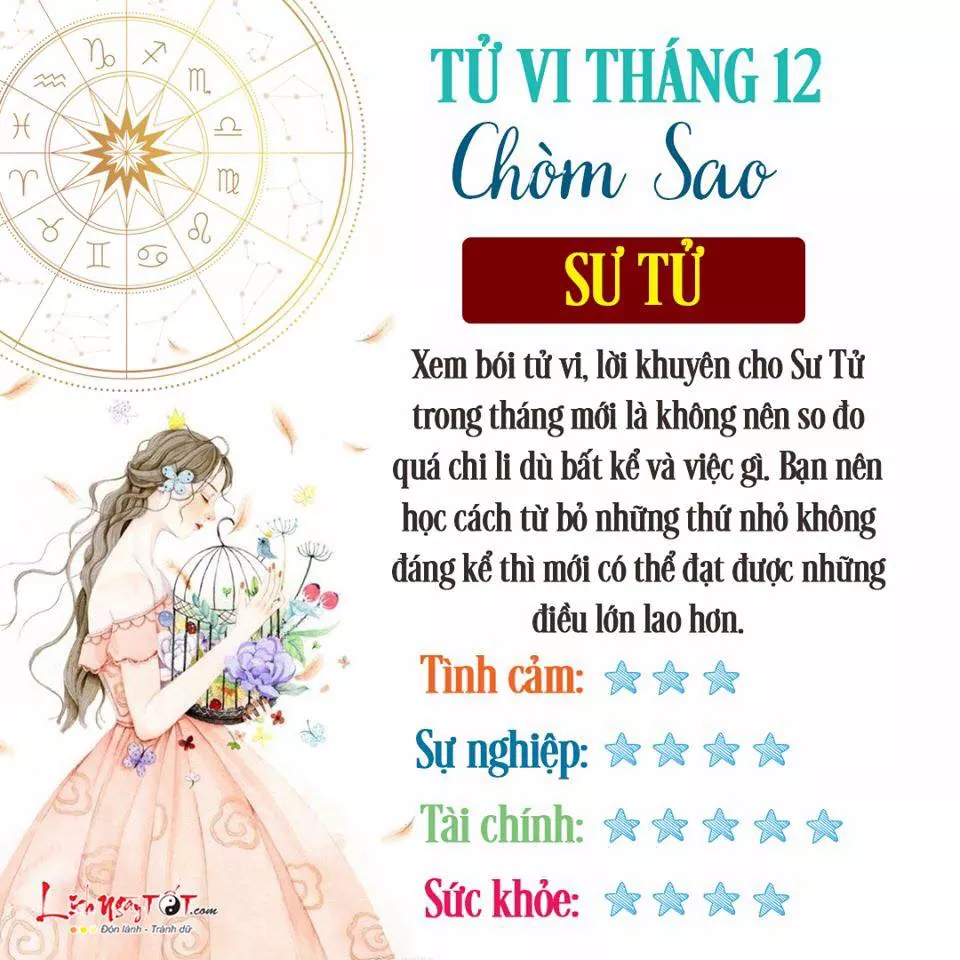 TỬ VI THÁNG 12
Chòm Sao
SƯ TỬ
Xem bói tử vi, lời khuyên cho Sư Tử
trong tháng mới là không nên so đo
quá chi li dù bất kể và việc gì. Bạn nên
học cách từ bỏ những thứ nhỏ không
đáng kể thì mới có thể đạt được những
điều lớn lao hơn.
Tình cảm:
Sự nghiệp:
Tài chính:
Sức khỏe:
LịchNgàyTỐT.com
Đón lành - Tránh dữ